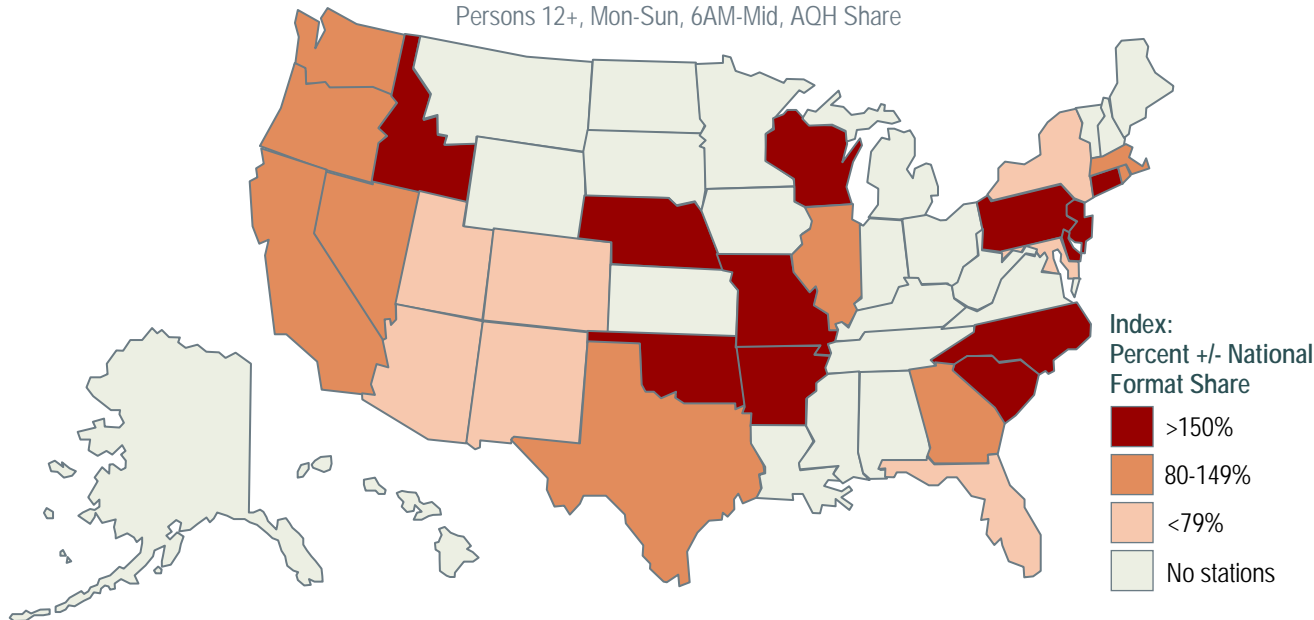 Persons 12+, Mon-Sun, 6AM-Mid, AQH Share
Index:
Percent +/- National
Format Share
>150%
80-149%
<79%
No stations